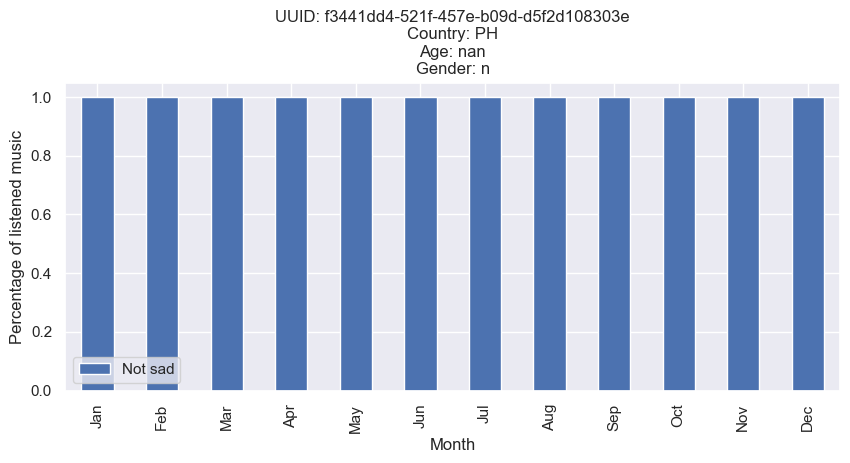 UUID: f3441dd4-521f-457e-b09d-d5f2d108303e
Country: PH
Age: nan
Gender: n
Percentage of listened music
1.0
0.8
0.6
0.4
0.2
0.0
Not sad
Jan Feb Mar Apr May Jun Jul Aug Sep Oct Nov Dec
Month